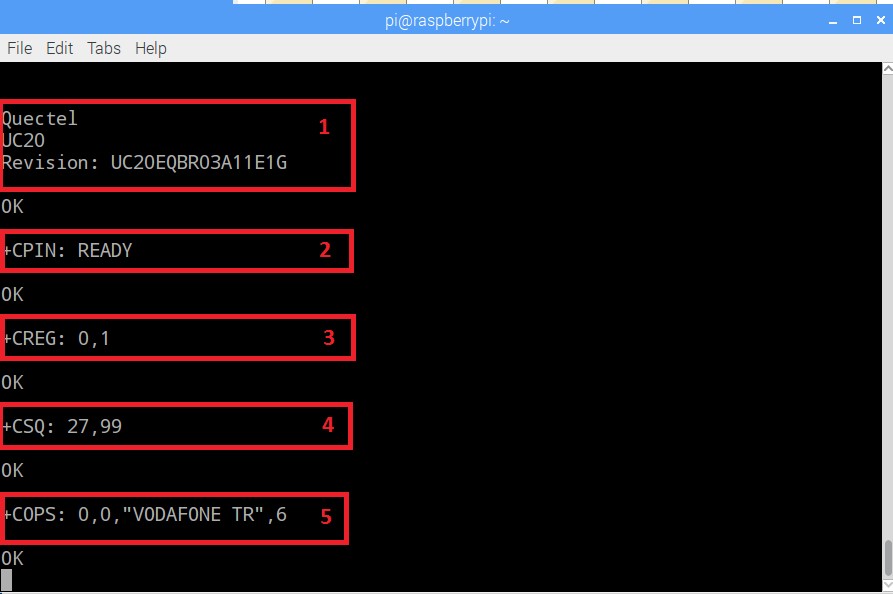 pi@raspberrypi: ~
File Edit Tabs Help
Quectel
1
UC20
Revision: UC20EQBR03A11E1G
OK
+CPIN: READY 2
OK
+CREG: 0,1 3
OK
+CSQ: 27,99 4
OK
+COPS: 0,0,"VODAFONE TR",6 5
OK